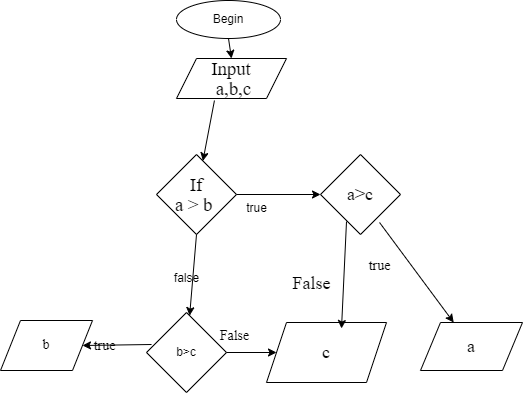 Begin
Input
a,b,c
If
a > b
true
a>c
false
False
true
b
true
b>c
False
c
a